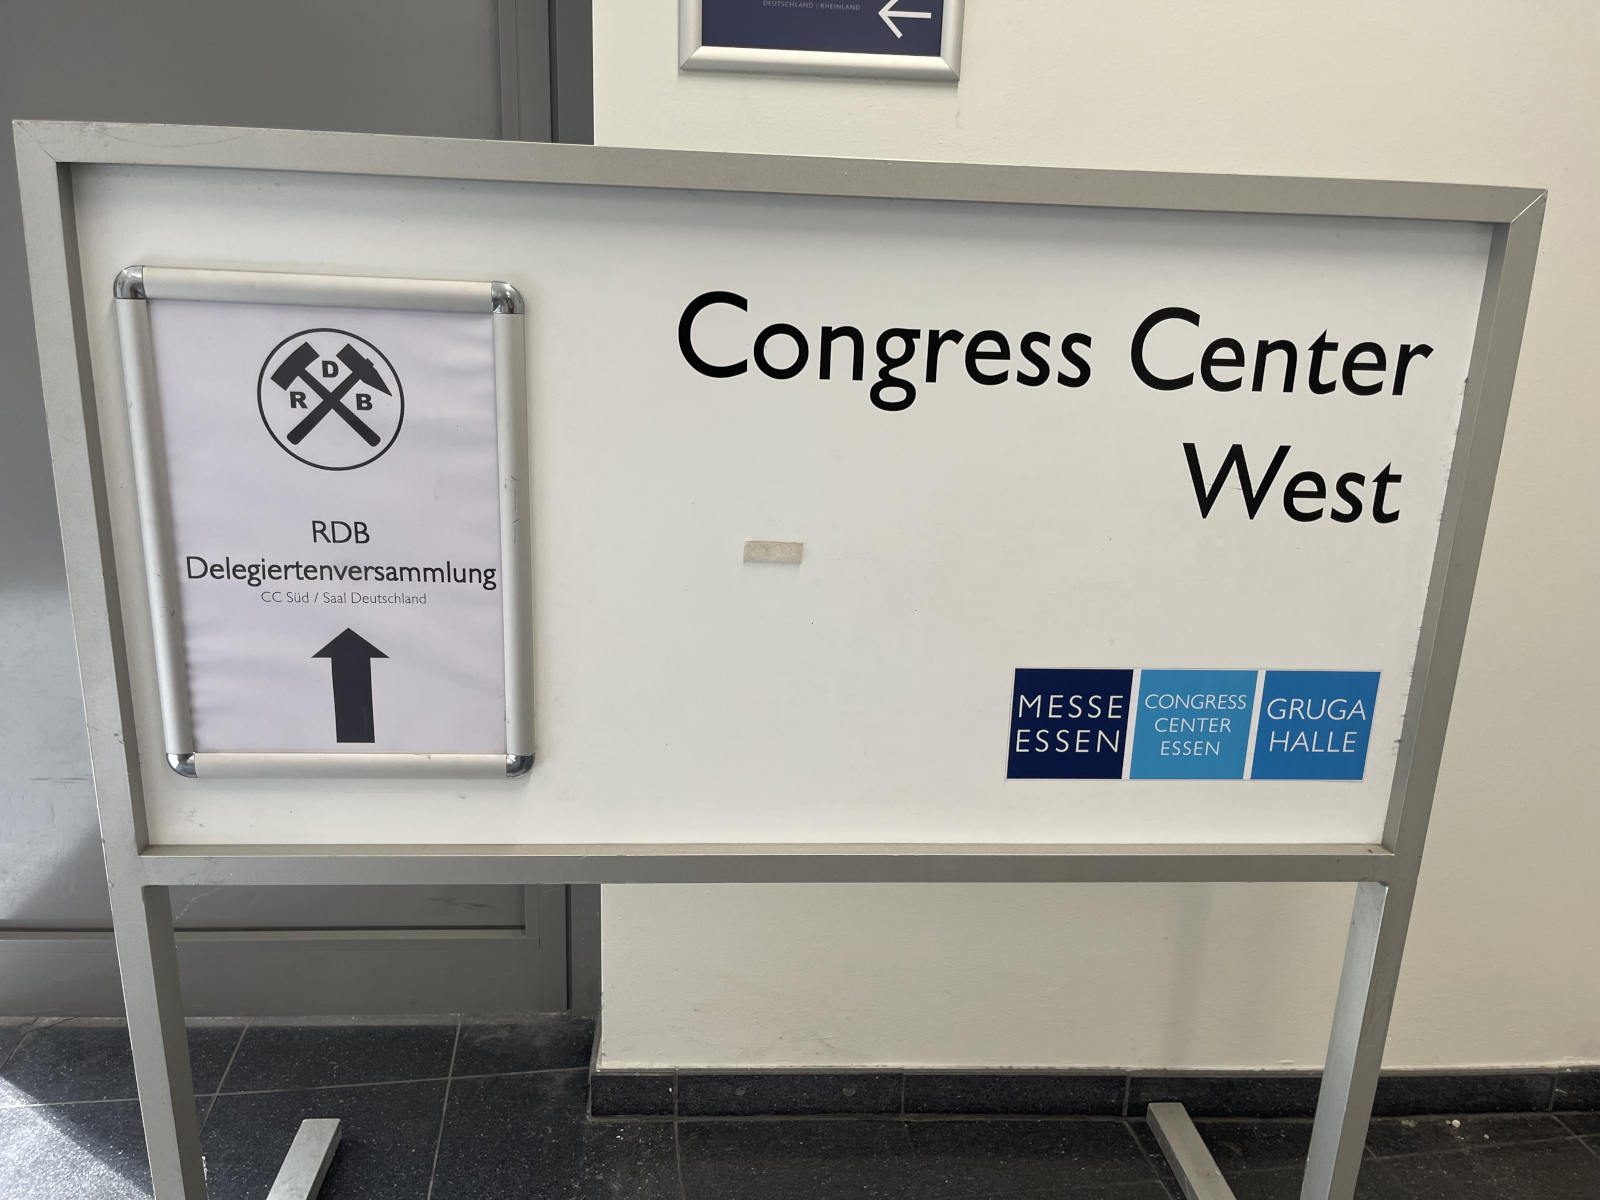 DEUTSCHLAND | RHEINLAND
Congress Center
West
D
R B
RDB
Delegiertenversammlung
CC Süd / Saal Deutschland
MESSE
ESSEN
CONGRESS
CENTER
ESSEN
GRUGA
HALLE